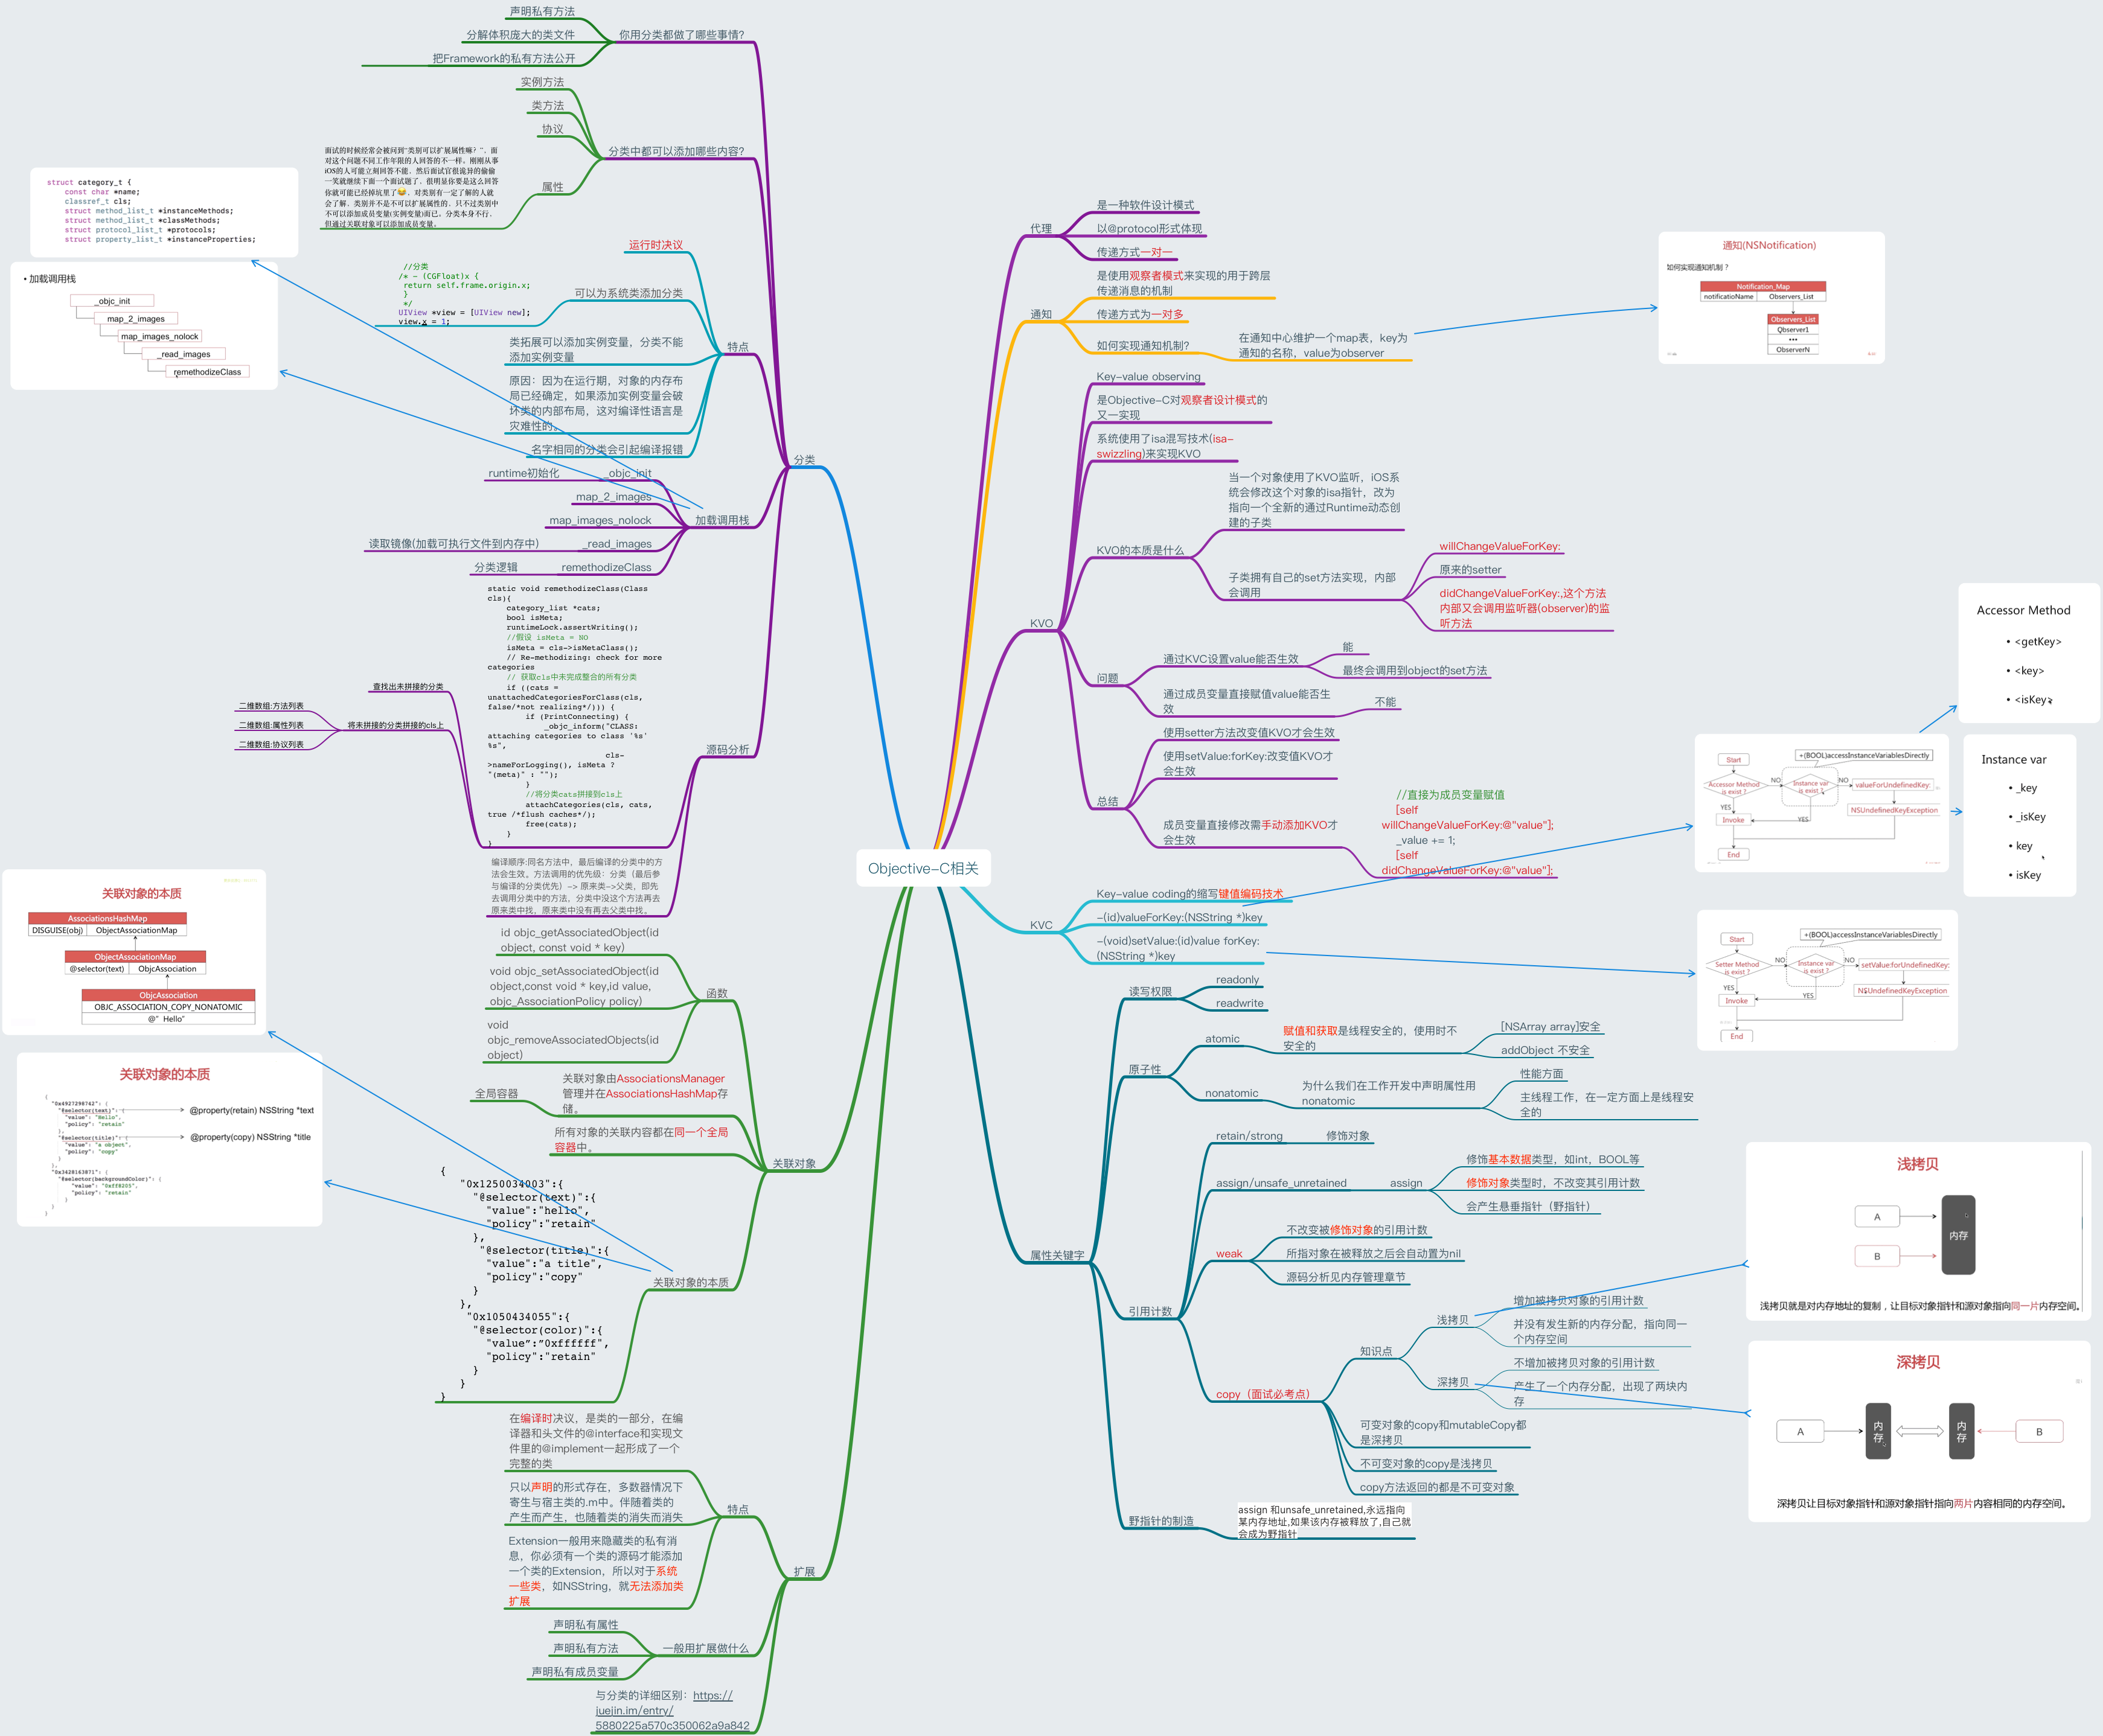 Objective-C相关
代理
是一种软件设计模式
以@protocol形式体现
传递方式一对一
通知
是使用观察者模式来实现的用于跨层
传递消息的机制
传递方式为一对多
如何实现通知机制?
在通知中心维护一个map表，key为
通知的名称，value为observer
通知(NSNotification)
如何实现通知机制？
Notification_Map
notificatioName
Observers_List
Observers_List
Observer1
•••
ObserverN
KVO
Key-value observing
是Objective-C对观察者设计模式的
又一实现
系统使用了isa混写技术(isa-
swizzling)来实现KVO
KVO的本质是什么
当一个对象使用了KVO监听，iOS系
统会修改这个对象的isa指针，改为
指向一个全新的通过Runtime动态创
建的子类
子类拥有自己的set方法实现，内部
会调用
willChangeValueForKey:
原来的setter
didChangeValueForKey:,这个方法
内部又会调用监听器(observer)的监
听方法
问题
通过KVC设置value能否生效
能
最终会调用到object的set方法
通过成员变量直接赋值value能否生
效
不能
总结
使用setter方法改变值KVO才会生效
使用setValue:forKey:改变值KVO才
会生效
成员变量直接修改需手动添加KVO才
会生效
//直接为成员变量赋值
[self
willChangeValueForKey:@"value"];
_value += 1;
[self
didChangeValueForKey:@"value"];
KVC
Key-value coding的缩写键值编码技术
-(id)valueForKey:(NSString *)key
-(void)setValue:(id)value forKey:
(NSString *)key
Accessor Method
• <getKey>
• <key>
• <isKey>
Instance var
• _key
• _isKey
• key
• isKey
+(BOOL)accessInstanceVariablesDirectly
Start
Accessor Method
is exist ?
NO
Instance var
is exist ?
NO
valueForUndefinedKey:
YES
Invoke
YES
NSUndefinedKeyException
End
+(BOOL)accessInstanceVariablesDirectly
Start
Setter Method
is exist ?
NO
Instance var
is exist ?
NO
setValue:forUndefinedKey:
YES
Invoke
YES
NSUndefinedKeyException
End
属性关键字
读写权限
readonly
readwrite
原子性
atomic
赋值和获取是线程安全的，使用时不
安全的
[NSArray array]安全
addObject 不安全
nonatomic
为什么我们在工作开发中声明属性用
nonatomic
性能方面
主线程工作，在一定方面上是线程安
全的
引用计数
retain/strong
修饰对象
assign/unsafe_unretained
assign
修饰基本数据类型，如int，BOOL等
修饰对象类型时，不改变其引用计数
会产生悬垂指针（野指针）
weak
不改变被修饰对象的引用计数
所指对象在被释放之后会自动置为nil
源码分析见内存管理章节
copy（面试必考点）
知识点
浅拷贝
增加被拷贝对象的引用计数
并没有发生新的内存分配，指向同一
个内存空间
深拷贝
不增加被拷贝对象的引用计数
产生了一个内存分配，出现了两块内
存
可变对象的copy和mutableCopy都
是深拷贝
不可变对象的copy是浅拷贝
copy方法返回的都是不可变对象
野指针的制造
assign 和unsafe_unretained,永远指向
某内存地址,如果该内存被释放了,自己就
会成为野指针
浅拷贝
A
B
内存
浅拷贝就是对内存地址的复制，让目标对象指针和源对象指向同一片内存空间。
深拷贝
A
内存
内存
B
深拷贝让目标对象指针和源对象指针指向两片内容相同的内存空间。
分类
你用分类都做了哪些事情?
声明私有方法
分解体积庞大的类文件
把Framework的私有方法公开
分类中都可以添加哪些内容?
实例方法
类方法
协议
属性
面试的时候经常会被问到“类别可以扩展属性嘛？”，面
对这个问题不同工作年限的人回答的不一样。刚刚从事
iOS的人可能立刻回答不能，然后面试官很诡异的偷偷
一笑就继续下面一个面试题了，很明显你要是这么回答
你就可能已经掉坑里了😂，对类别有一定了解的人就
会了解，类别并不是不可以扩展属性的，只不过类别中
不可以添加成员变量(实例变量)而已。分类本身不行，
但通过关联对象可以添加成员变量。
特点
运行时决议
可以为系统类添加分类
//分类
/* - (CGFloat)x {
return self.frame.origin.x;
}
*/
UIView *view = [UIView new];
view.x = 1;
类拓展可以添加实例变量，分类不能
添加实例变量
原因：因为在运行期，对象的内存布
局已经确定，如果添加实例变量会破
坏类的内部布局，这对编译性语言是
灾难性的。
名字相同的分类会引起编译报错
加载调用栈
_objc_init
runtime初始化
map_2_images
map_images_nolock
_read_images
读取镜像(加载可执行文件到内存中)
remethodizeClass
分类逻辑
struct category_t {
const char *name;
classref_t cls;
struct method_list_t *instanceMethods;
struct method_list_t *classMethods;
struct protocol_list_t *protocols;
struct property_list_t *instanceProperties;
• 加载调用栈
_objc_init
map_2_images
map_images_nolock
_read_images
remethodizeClass
源码分析
static void remethodizeClass(Class
cls){
category_list *cats;
bool isMeta;
runtimeLock.assertWriting();
//假设 isMeta = NO
isMeta = cls->isMetaClass();
// Re-methodizing: check for more
categories
// 获取cls中未完成整合的所有分类
if ((cats =
unattachedCategoriesForClass(cls,
false/*not realizing*/))) {
if (PrintConnecting) {
_objc_inform("CLASS:
attaching categories to class '%s'
%s",
cls-
>nameForLogging(), isMeta ?
"(meta)" : "");
}
//将分类cats拼接到cls上
attachCategories(cls, cats,
true /*flush caches*/);
free(cats);
}
}
查找出未拼接的分类
将未拼接的分类拼接的cls上
二维数组:方法列表
二维数组:属性列表
二维数组:协议列表
编译顺序:同名方法中，最后编译的分类中的方
法会生效。方法调用的优先级：分类（最后参
与编译的分类优先）-> 原来类->父类，即先
去调用分类中的方法，分类中没这个方法再去
原来类中找，原来类中没有再去父类中找。
关联对象
函数
id objc_getAssociatedObject(id
object, const void * key)
void objc_setAssociatedObject(id
object,const void * key,id value,
objc_AssociationPolicy policy)
void
objc_removeAssociatedObjects(id
object)
关联对象由AssociationsManager
管理并在AssociationsHashMap存
储。
全局容器
所有对象的关联内容都在同一个全局
容器中。
关联对象的本质
{
"0x1250034003":{
"@selector(text)":{
"value":"hello",
"policy":"retain"
},
"@selector(title)":{
"value":"a title",
"policy":"copy"
}
},
"0x1050434055":{
"@selector(color)":{
"value":"0xffffff",
"policy":"retain"
}
}
}
关联对象的本质
AssociationsHashMap
DISGUISE(obj)
ObjectAssociationMap
ObjectAssociationMap
@selector(text)
ObjcAssociation
ObjcAssociation
OBJC_ASSOCIATION_COPY_NONATOMIC
@" Hello"
关联对象的本质
{
"0x4927298742": {
"@selector(text)": {
"value": "Hello",
"policy": "retain"
},
"@selector(title)": {
"value": "a object",
"policy": "copy"
}
},
"0x3428163871": {
"@selector(backgroundColor)": {
"value": "0xff8255",
"policy": "retain"
}
}
@property(retain) NSString *text
@property(copy) NSString *title
扩展
特点
在编译时决议，是类的一部分，在编
译器和头文件的@interface和实现文
件里的@implement一起形成了一个
完整的类
只以声明的形式存在，多数器情况下
寄生与宿主类的.m中。伴随着类的
产生而产生，也随着类的消失而消失
Extension一般用来隐藏类的私有消
息，你必须有一个类的源码才能添加
一个类的Extension，所以对于系统
一些类，如NSString，就无法添加类
扩展
一般用扩展做什么
声明私有属性
声明私有方法
声明私有成员变量
与分类的详细区别：https://
juejin.im/entry/
5880225a570c350062a9a842